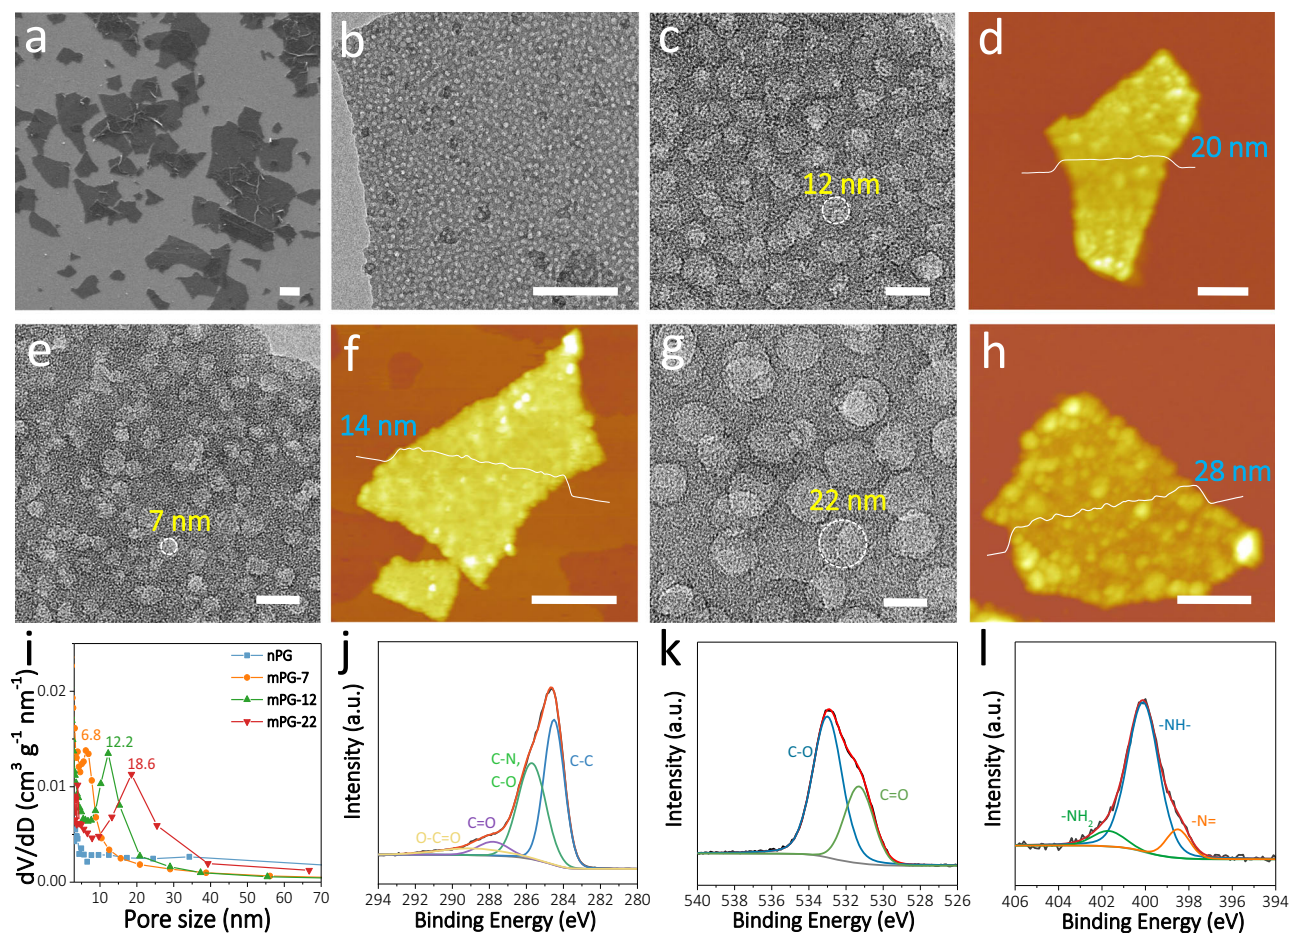 a
b
c
12 nm
d
20 nm
e
7 nm
f
14 nm
g
22 nm
h
28 nm
i
dV/dD (cm³ g⁻¹ nm⁻¹)
0.02
0.01
0.00
nPG
mPG-7
mPG-12
mPG-22
6.8
12.2
18.6
10 20 30 40 50 60 70
Pore size (nm)
j
Intensity (a.u.)
C-N,
C-O
C-C
C=O
O-C=O
294 292 290 288 286 284 282 280
Binding Energy (eV)
k
Intensity (a.u.)
C-O
C=O
540 538 536 534 532 530 528 526
Binding Energy (eV)
l
Intensity (a.u.)
-NH-
-NH₂
-N=
406 404 402 400 398 396 394
Binding Energy (eV)